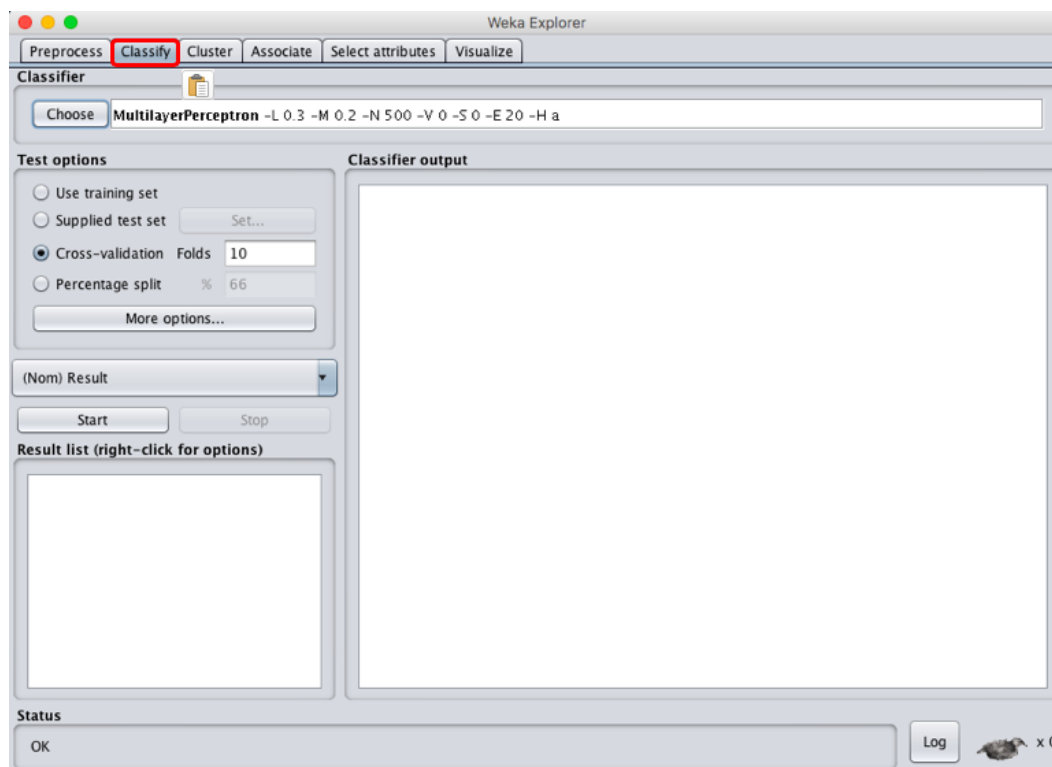 Weka Explorer
Preprocess Classify Cluster Associate Select attributes Visualize
Classifier
Choose MultilayerPerceptron -L 0.3 -M 0.2 -N 500 -V 0 -S 0 -E 20 -H a
Test options
Use training set
Supplied test set Set...
Cross-validation Folds 10
Percentage split % 66
More options...
(Nom) Result
Start Stop
Result list (right-click for options)
Classifier output
Status
OK
Log x 0